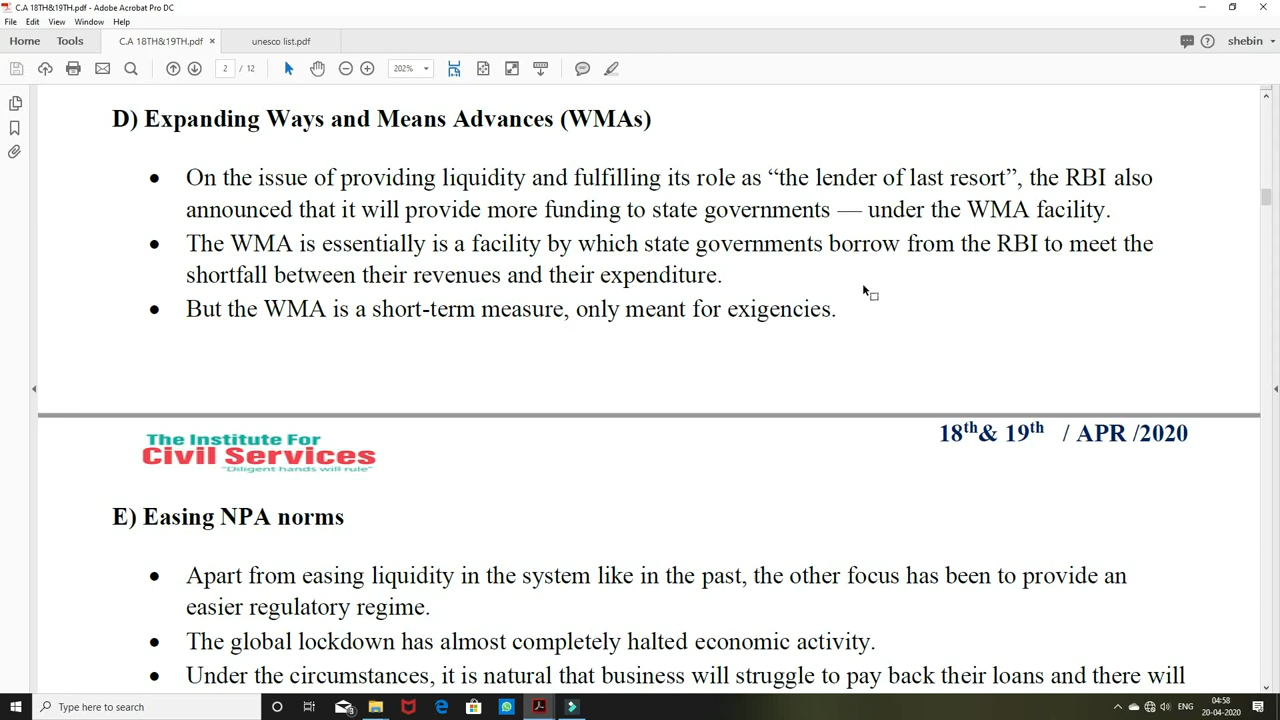 C.A 18TH&19TH.pdf - Adobe Acrobat Pro DC
File Edit View Window Help
Home Tools C.A 18TH&19TH.pdf × unesco list.pdf shebin
2 / 12 202%
D) Expanding Ways and Means Advances (WMAs)
• On the issue of providing liquidity and fulfilling its role as “the lender of last resort”, the RBI also
announced that it will provide more funding to state governments — under the WMA facility.
• The WMA is essentially is a facility by which state governments borrow from the RBI to meet the
shortfall between their revenues and their expenditure.
• But the WMA is a short-term measure, only meant for exigencies.
The Institute For
Civil Services
"Diligent hands will rule"
18th& 19th / APR /2020
E) Easing NPA norms
• Apart from easing liquidity in the system like in the past, the other focus has been to provide an
easier regulatory regime.
• The global lockdown has almost completely halted economic activity.
• Under the circumstances, it is natural that business will struggle to pay back their loans and there will
Type here to search
ENG
04:58
20-04-2020